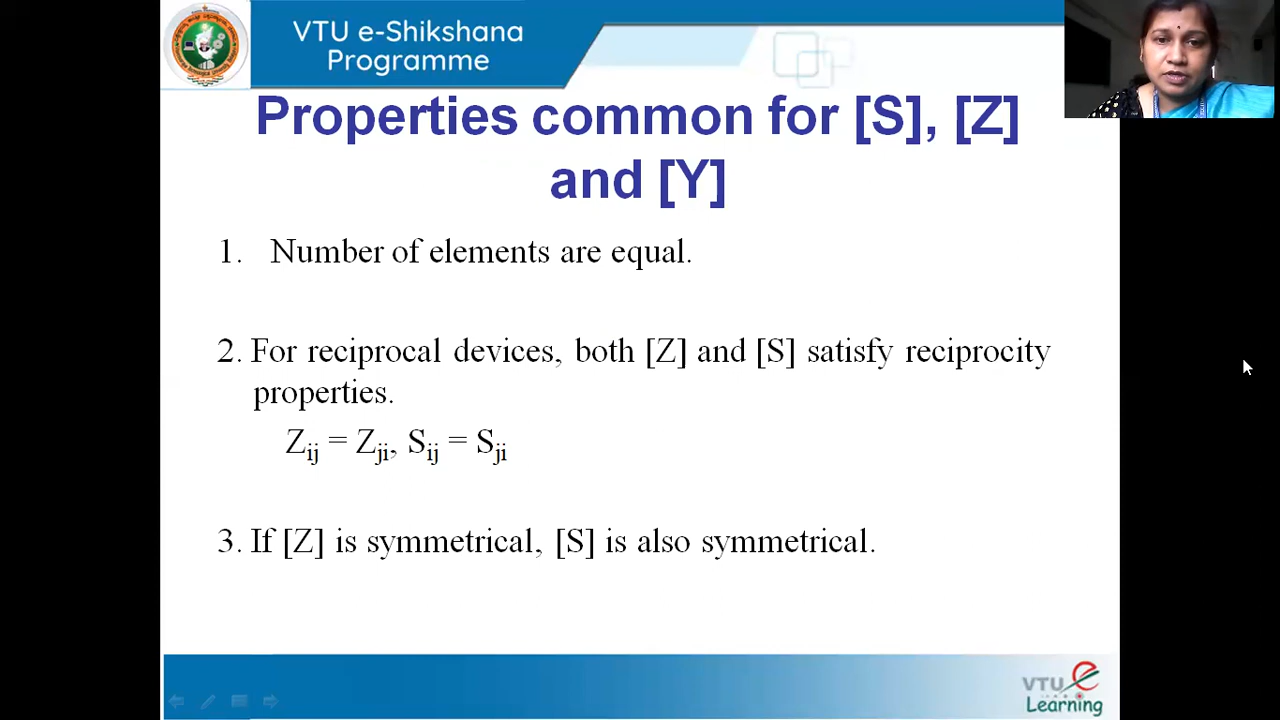 VTU e-Shikshana
Programme
Properties common for [S], [Z]
and [Y]
1. Number of elements are equal.
2. For reciprocal devices, both [Z] and [S] satisfy reciprocity
properties.
Zij = Zji, Sij = Sji
3. If [Z] is symmetrical, [S] is also symmetrical.
VTU e
Learning